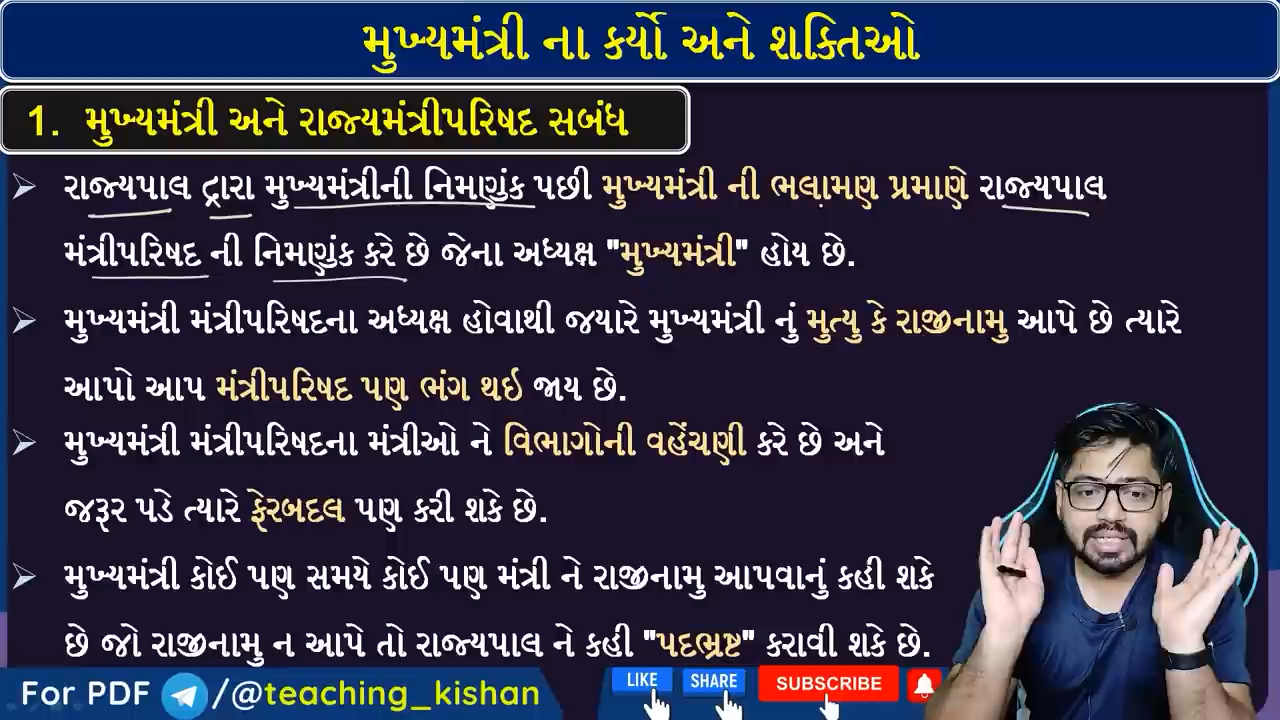 મુખ્યમંત્રી ના કર્યો અને શક્તિઓ
1. મુખ્યમંત્રી અને રાજ્યમંત્રીપરિષદ સબંધ
➢ રાજ્યપાલ દ્રારા મુખ્યમંત્રીની નિમણુંક પછી મુખ્યમંત્રી ની ભલામણ પ્રમાણે રાજ્યપાલ
મંત્રીપરિષદ ની નિમણુંક કરે છે જેના અધ્યક્ષ "મુખ્યમંત્રી" હોય છે.
➢ મુખ્યમંત્રી મંત્રીપરિષદના અધ્યક્ષ હોવાથી જયારે મુખ્યમંત્રી નું મુત્યુ કે રાજીનામુ આપે છે ત્યારે
આપો આપ મંત્રીપરિષદ પણ ભંગ થઇ જાય છે.
➢ મુખ્યમંત્રી મંત્રીપરિષદના મંત્રીઓ ને વિભાગોની વહેંચણી કરે છે અને
જરૂર પડે ત્યારે ફેરબદલ પણ કરી શકે છે.
➢ મુખ્યમંત્રી કોઈ પણ સમયે કોઈ પણ મંત્રી ને રાજીનામુ આપવાનું કહી શકે
છે જો રાજીનામુ ન આપે તો રાજ્યપાલ ને કહી "પદભ્રષ્ટ" કરાવી શકે છે.
For PDF /@teaching_kishan LIKE SHARE SUBSCRIBE